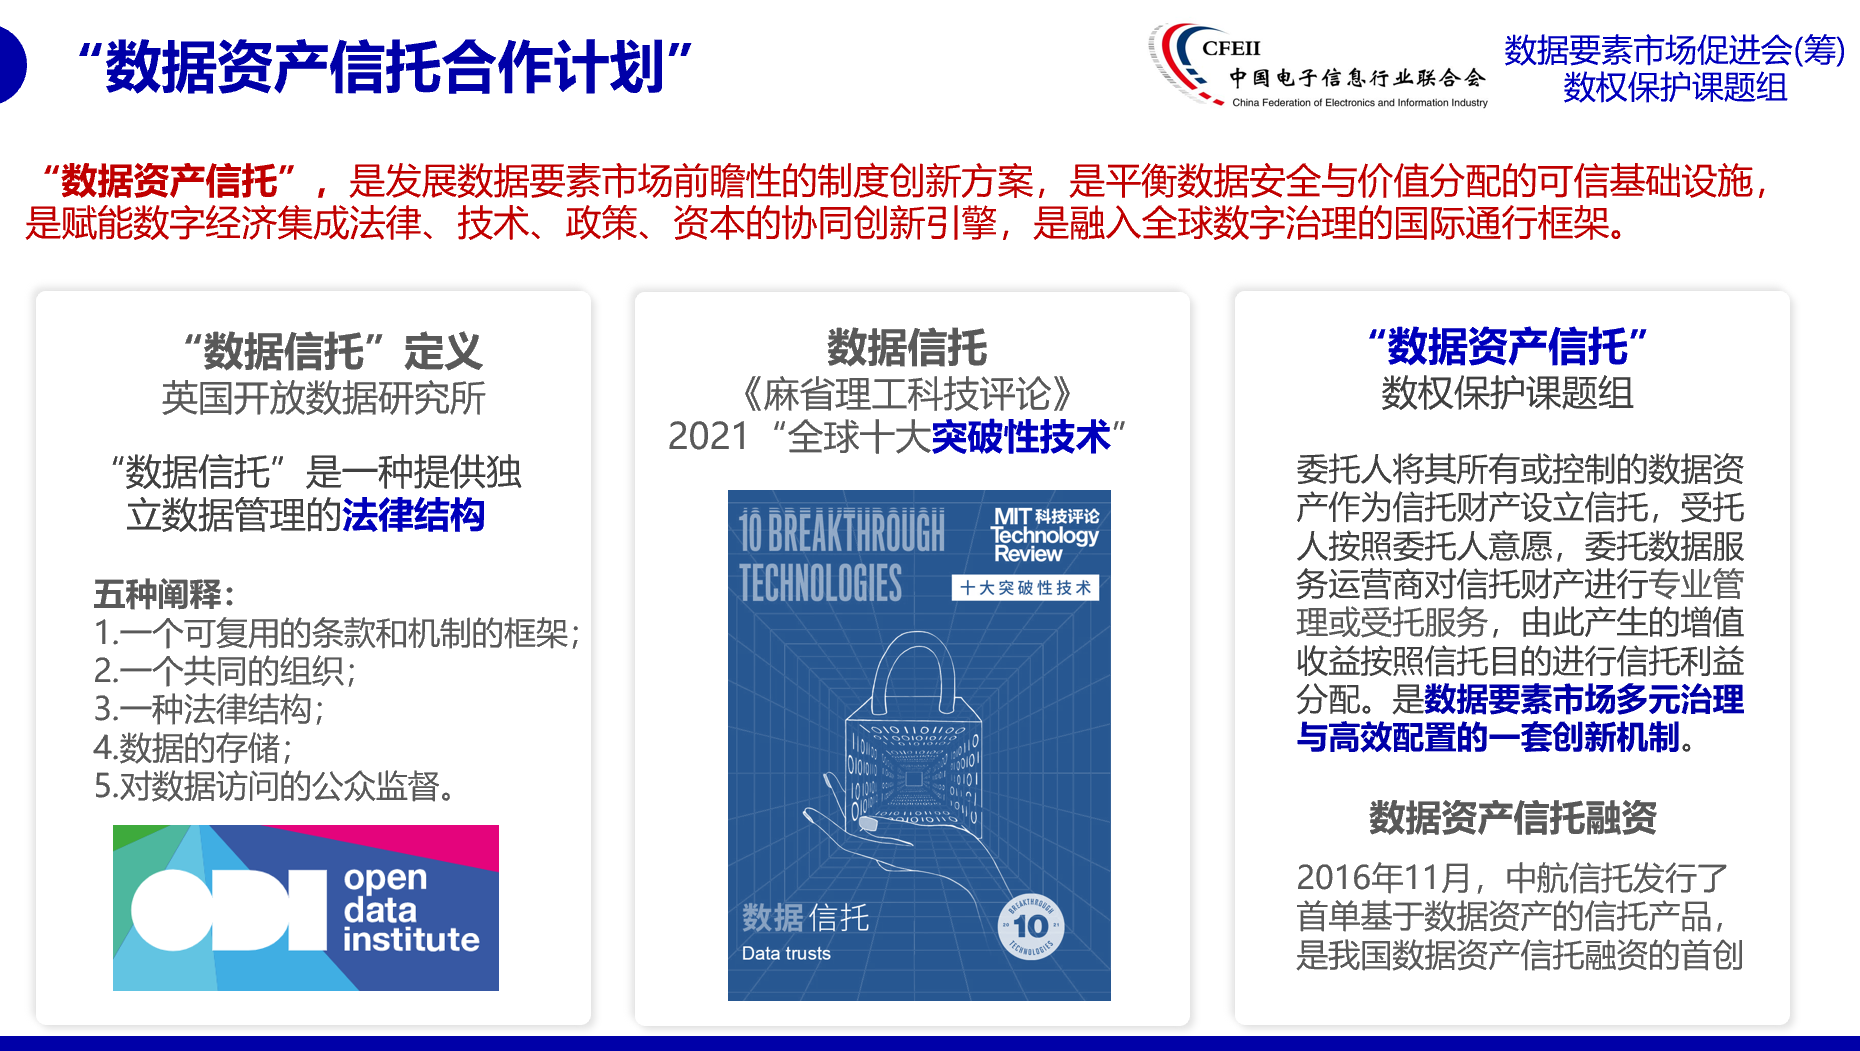 “数据资产信托合作计划”
CFEII
中国电子信息行业联合会
China Federation of Electronics and Information Industry
数据要素市场促进会(筹)
数权保护课题组
“数据资产信托”，是发展数据要素市场前瞻性的制度创新方案，是平衡数据安全与价值分配的可信基础设施，
是赋能数字经济集成法律、技术、政策、资本的协同创新引擎，是融入全球数字治理的国际通行框架。
“数据信托”定义
英国开放数据研究所
“数据信托”是一种提供独
立数据管理的法律结构
五种阐释：
1.一个可复用的条款和机制的框架；
2.一个共同的组织；
3.一种法律结构；
4.数据的存储；
5.对数据访问的公众监督。
ODI
open
data
institute
数据信托
《麻省理工科技评论》
2021“全球十大突破性技术”
10 BREAKTHROUGH
TECHNOLOGIES
MIT 科技评论
Technology
Review
十大突破性技术
数据信托
Data trusts
BREAKTHROUGH
20 10 21
TECHNOLOGIES
“数据资产信托”
数权保护课题组
委托人将其所有或控制的数据资
产作为信托财产设立信托，受托
人按照委托人意愿，委托数据服
务运营商对信托财产进行专业管
理或受托服务，由此产生的增值
收益按照信托目的进行信托利益
分配。是数据要素市场多元治理
与高效配置的一套创新机制。
数据资产信托融资
2016年11月，中航信托发行了
首单基于数据资产的信托产品，
是我国数据资产信托融资的首创